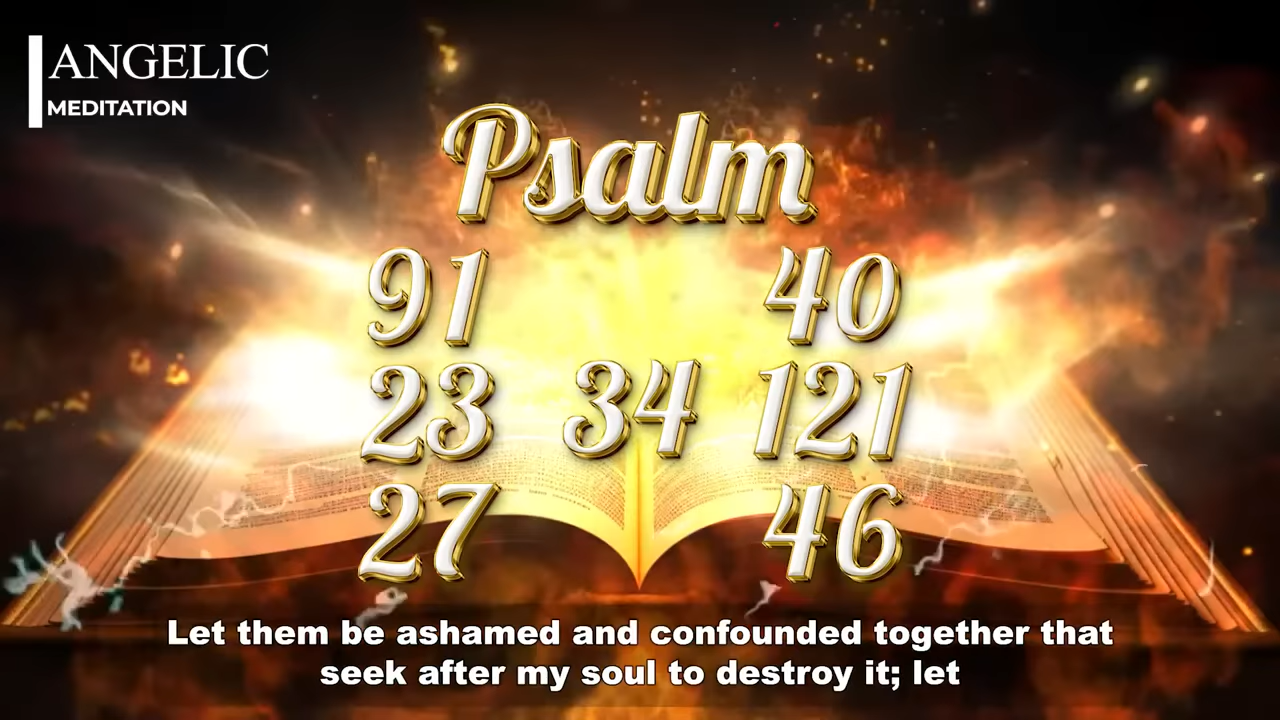 ANGELIC
MEDITATION
Psalm
91 40
23 34 121
27 46
Let them be ashamed and confounded together that
seek after my soul to destroy it; let